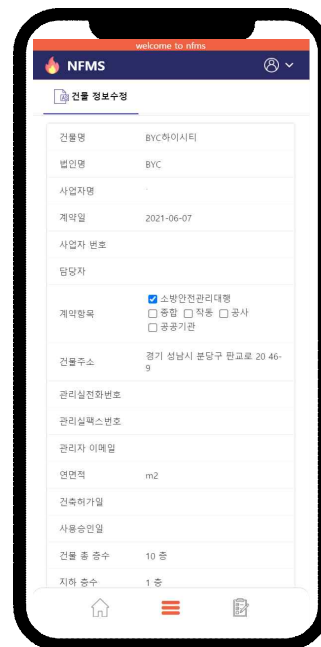 welcome to nfms
NFMS
건물 정보수정
건물명 BYC하이시티
법인명 BYC
사업자명
계약일 2021-06-07
사업자 번호
담당자
계약항목 소방안전관리대행
종합 작동 공사
공공기관
건물주소 경기 성남시 분당구 판교로 20 46-
9
관리실전화번호
관리실팩스번호
관리자 이메일
연면적 m2
건축허가일
사용승인일
건물 총 층수 10 층
지하 층수 1 층